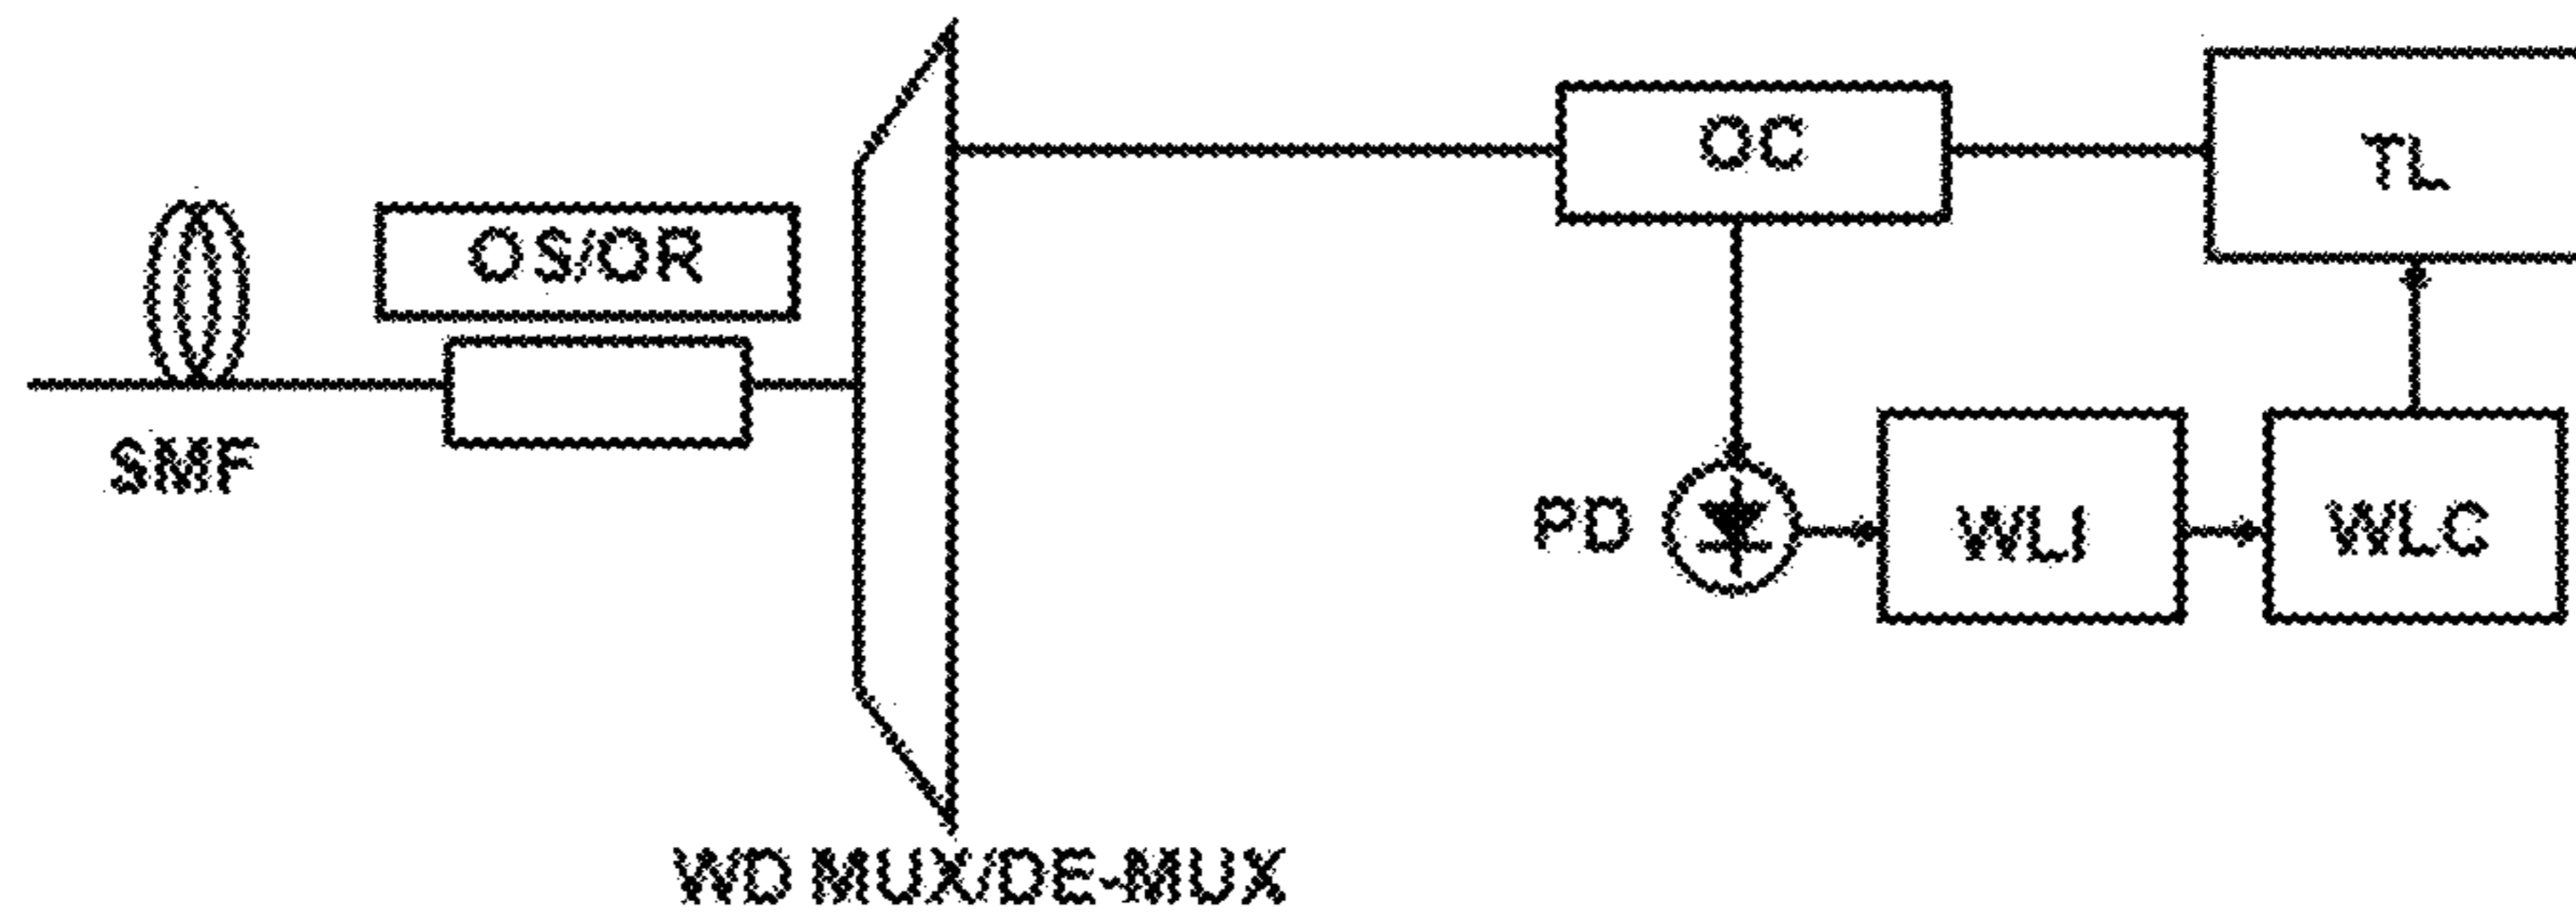 OC
TL
OS/OR
SMF
PD
WLI
WLC
WD MUX/DE-MUX